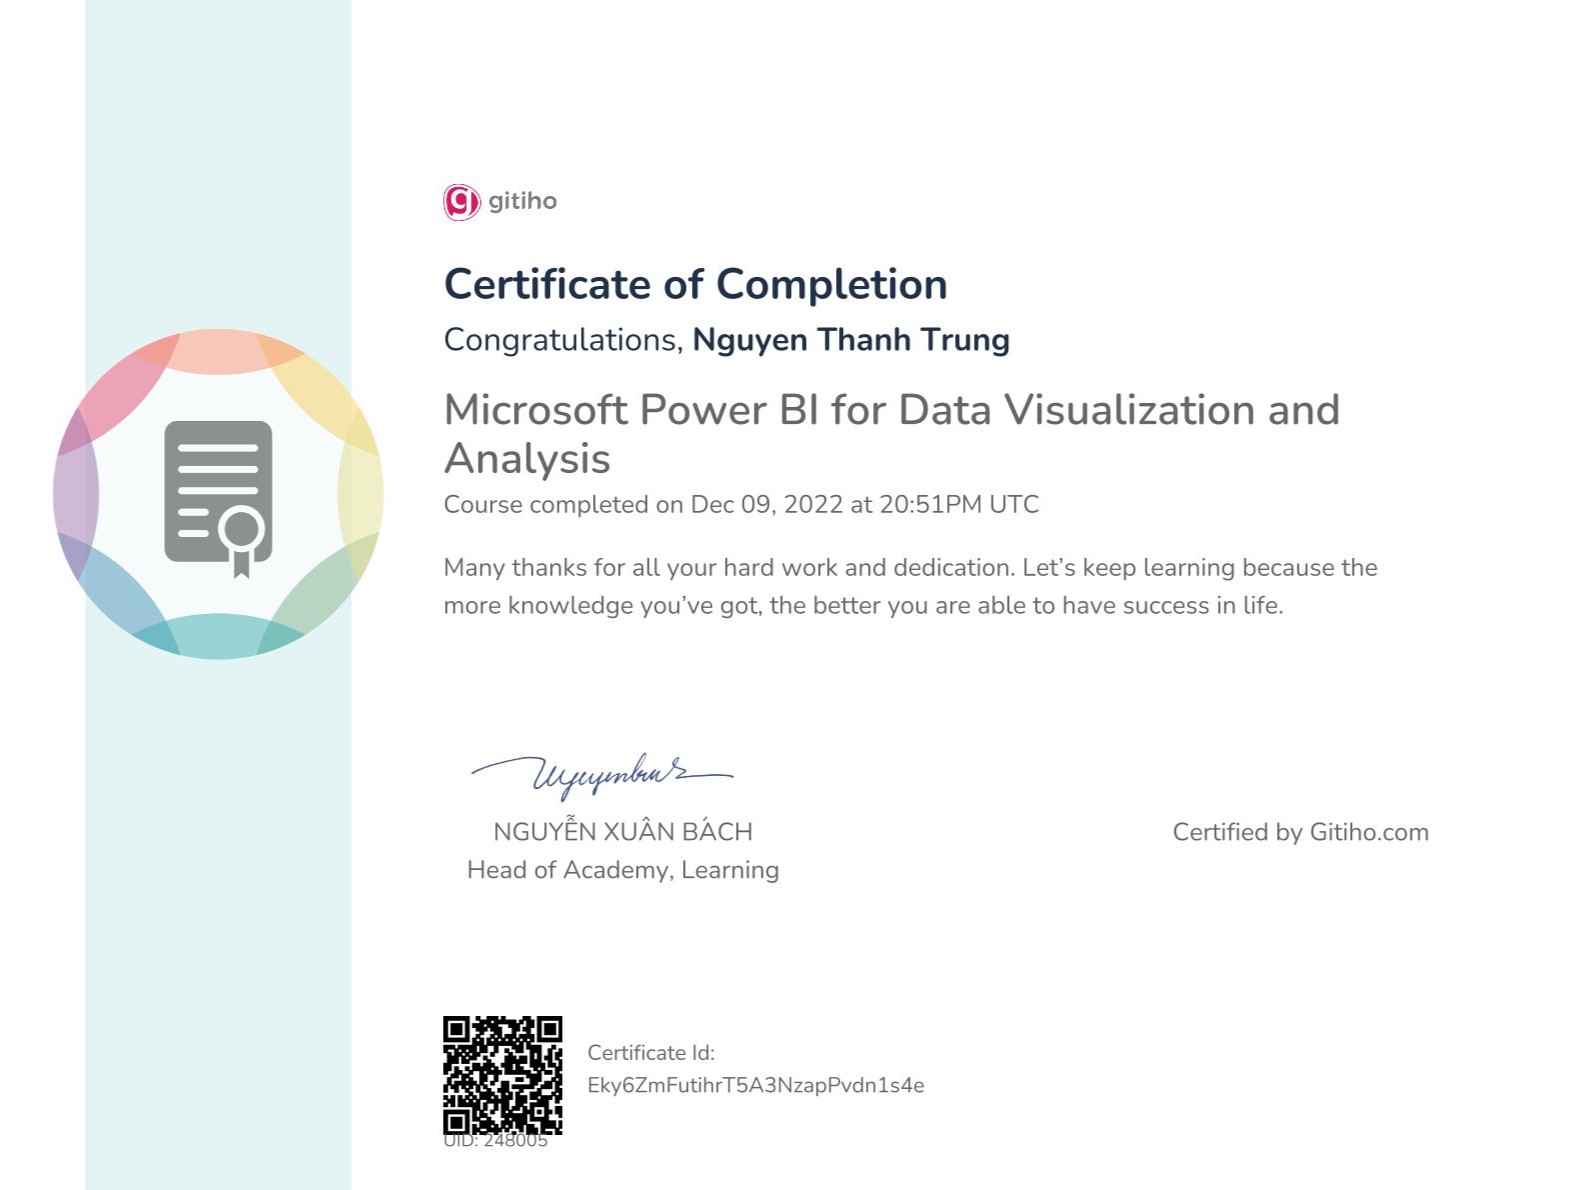 gitiho
Certificate of Completion
Congratulations, Nguyen Thanh Trung
Microsoft Power BI for Data Visualization and
Analysis
Course completed on Dec 09, 2022 at 20:51PM UTC
Many thanks for all your hard work and dedication. Let’s keep learning because the
more knowledge you’ve got, the better you are able to have success in life.
NGUYỄN XUÂN BÁCH
Head of Academy, Learning
Certified by Gitiho.com
Certificate Id:
Eky6ZmFutihrT5A3NzapPvdn1s4e
UID: 248005